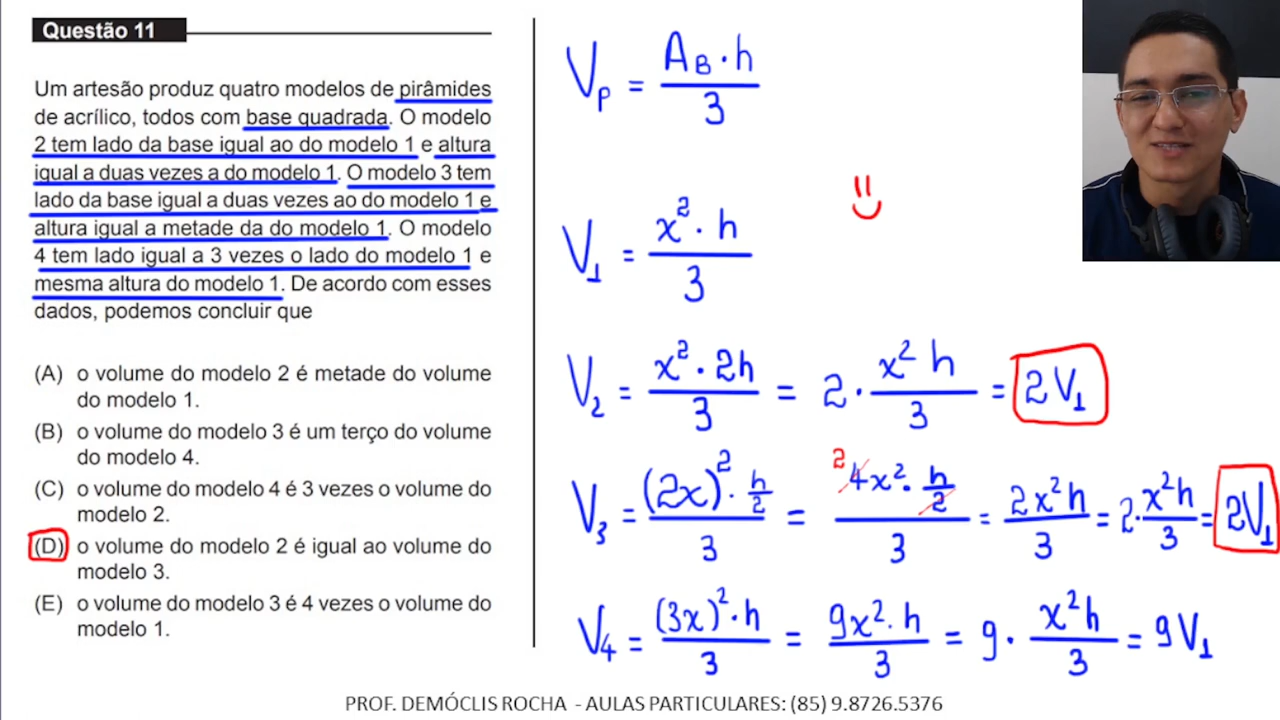 Questão 11
Um artesão produz quatro modelos de pirâmides
de acrílico, todos com base quadrada. O modelo
2 tem lado da base igual ao do modelo 1 e altura
igual a duas vezes a do modelo 1. O modelo 3 tem
lado da base igual a duas vezes ao do modelo 1 e
altura igual a metade da do modelo 1. O modelo
4 tem lado igual a 3 vezes o lado do modelo 1 e
mesma altura do modelo 1. De acordo com esses
dados, podemos concluir que
(A) o volume do modelo 2 é metade do volume
do modelo 1.
(B) o volume do modelo 3 é um terço do volume
do modelo 4.
(C) o volume do modelo 4 é 3 vezes o volume do
modelo 2.
(D) o volume do modelo 2 é igual ao volume do
modelo 3.
(E) o volume do modelo 3 é 4 vezes o volume do
modelo 1.
V_P = A_B · h / 3
V_1 = x² · h / 3
V_2 = x² · 2h / 3 = 2 · x² h / 3 = 2V_1
V_3 = (2x)² · h/2 / 3 = 2 4x² · h/2 / 3 = 2x²h / 3 = 2 · x²h / 3 = 2V_1
V_4 = (3x)² · h / 3 = 9x² · h / 3 = 9 · x²h / 3 = 9V_1
PROF. DEMÓCLIS ROCHA - AULAS PARTICULARES: (85) 9.8726.5376